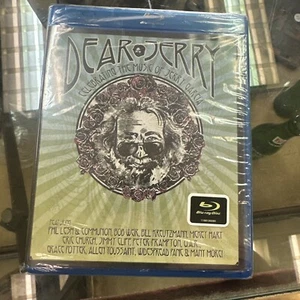 DEAR JERRY
CELEBRATING THE MUSIC OF JERRY GARCIA
PHIL LESH & COMMUNION, BOB WEIR, BILL KREUTZMANN, MICKEY HART
ERIC CHURCH, JIMMY CLIFF, PETER FRAMPTON, O.A.R.,
GRACE POTTER, ALLEN TOUSSAINT, WIDESPREAD PANIC & MANY MORE!
Blu-ray Disc